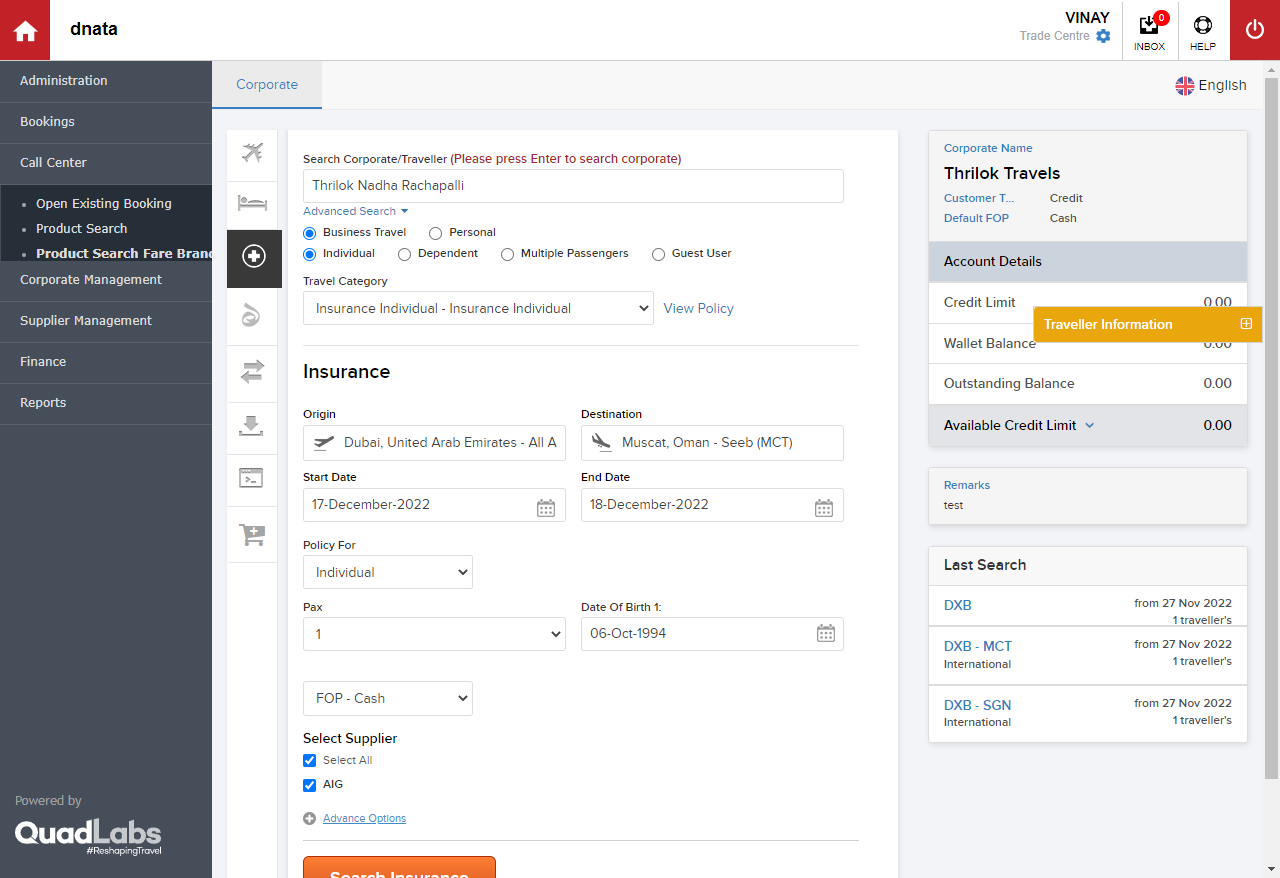 dnata
VINAY
Trade Centre
0
INBOX
HELP
Administration
Bookings
Call Center
Open Existing Booking
Product Search
Product Search Fare Bran
Corporate Management
Supplier Management
Finance
Reports
Powered by
QuadLabs
#ReshapingTravel
Corporate
English
Search Corporate/Traveller (Please press Enter to search corporate)
Thrilok Nadha Rachapalli
Advanced Search
Business Travel Personal
Individual Dependent Multiple Passengers Guest User
Travel Category
Insurance Individual - Insurance Individual View Policy
Insurance
Origin Destination
Dubai, United Arab Emirates - All A Muscat, Oman - Seeb (MCT)
Start Date End Date
17-December-2022 18-December-2022
Policy For
Individual
Pax Date Of Birth 1:
1 06-Oct-1994
FOP - Cash
Select Supplier
Select All
AIG
Advance Options
Search Insurance
Corporate Name
Thrilok Travels
Customer T... Credit
Default FOP Cash
Account Details
Credit Limit 0.00
Traveller Information
Wallet Balance 0.00
Outstanding Balance 0.00
Available Credit Limit 0.00
Remarks
test
Last Search
DXB from 27 Nov 2022
1 traveller's
DXB - MCT from 27 Nov 2022
International 1 traveller's
DXB - SGN from 27 Nov 2022
International 1 traveller's